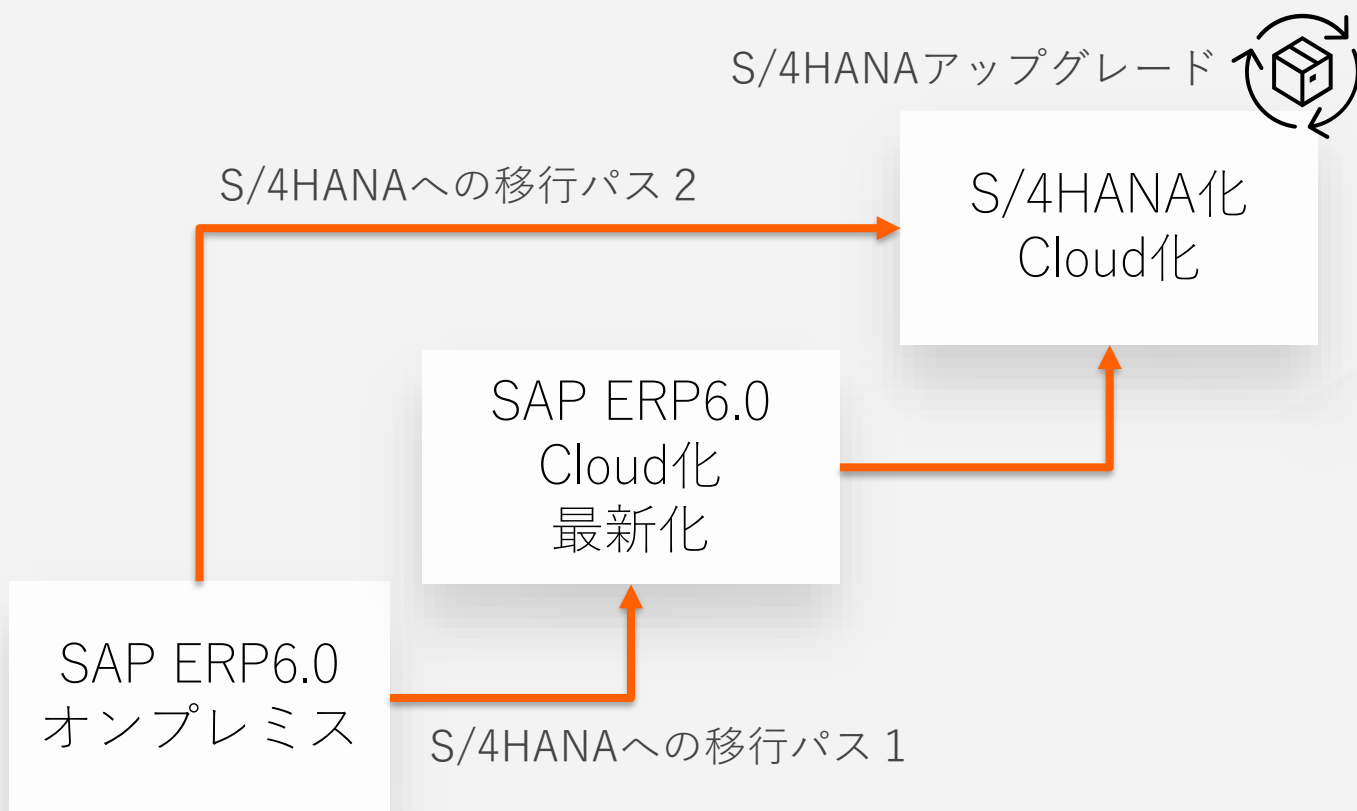 S/4HANAアップグレード
S/4HANAへの移行パス2
S/4HANA化
Cloud化
SAP ERP6.0
Cloud化
最新化
SAP ERP6.0
オンプレミス
S/4HANAへの移行パス1